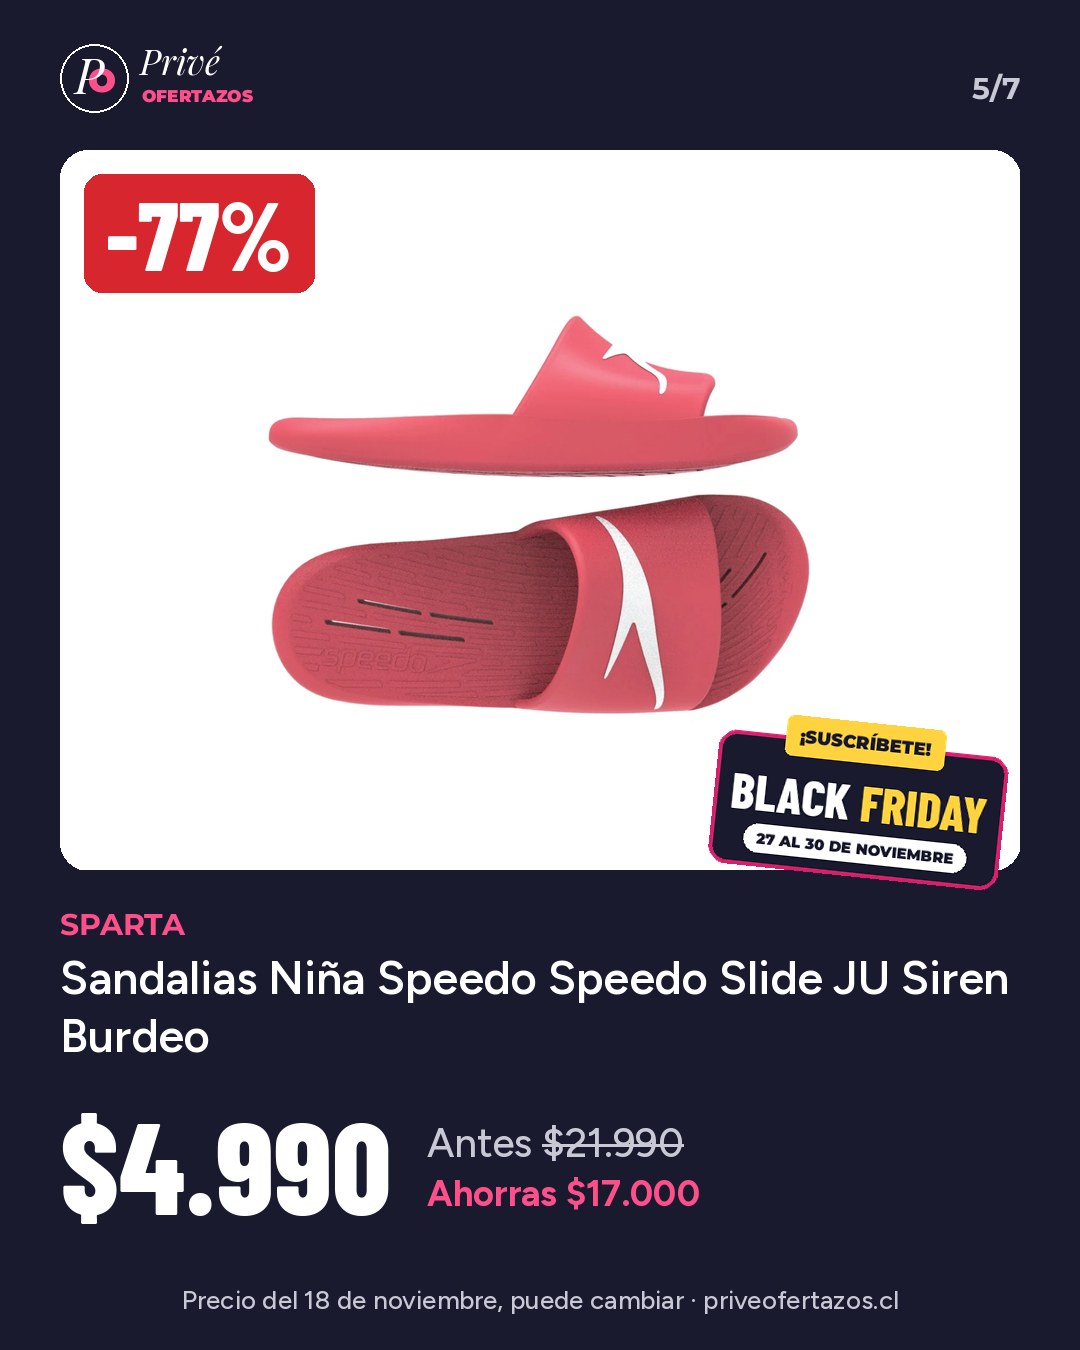 Privé
OFERTAZOS
5/7
-77%
speedo
¡SUSCRÍBETE!
BLACK FRIDAY
27 AL 30 DE NOVIEMBRE
SPARTA
Sandalias Niña Speedo Speedo Slide JU Siren
Burdeo
$4.990
Antes $21.990
Ahorras $17.000
Precio del 18 de noviembre, puede cambiar · priveofertazos.cl